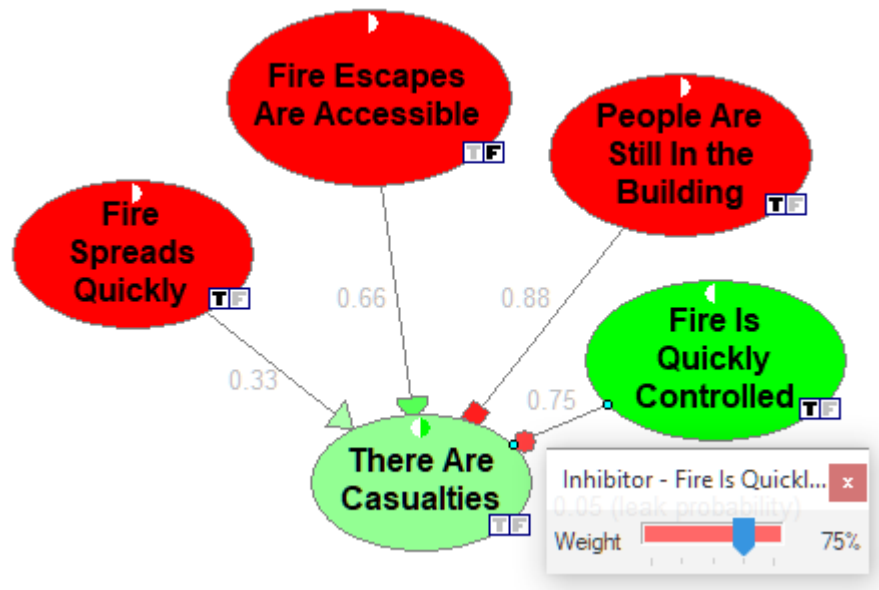 Fire Escapes
Are Accessible
T F
People Are
Still In the
Building
T F
Fire
Spreads
Quickly
T F
0.66
0.88
Fire Is
Quickly
Controlled
T F
0.33
0.75
There Are
Casualties
T F
Inhibitor - Fire Is Quickl... x
0.05 (leak probability)
Weight 75%